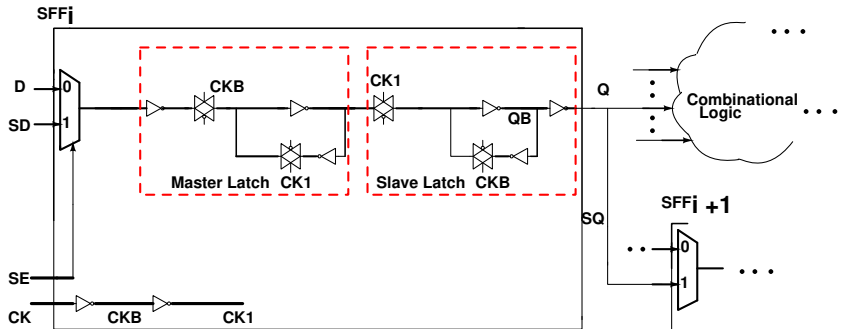 SFFi
D
0
SD
1
CKB
CK1
Q
QB
Combinational
Logic
Master Latch
CK1
Slave Latch
CKB
SQ
SFFi +1
0
1
SE
CK
CKB
CK1